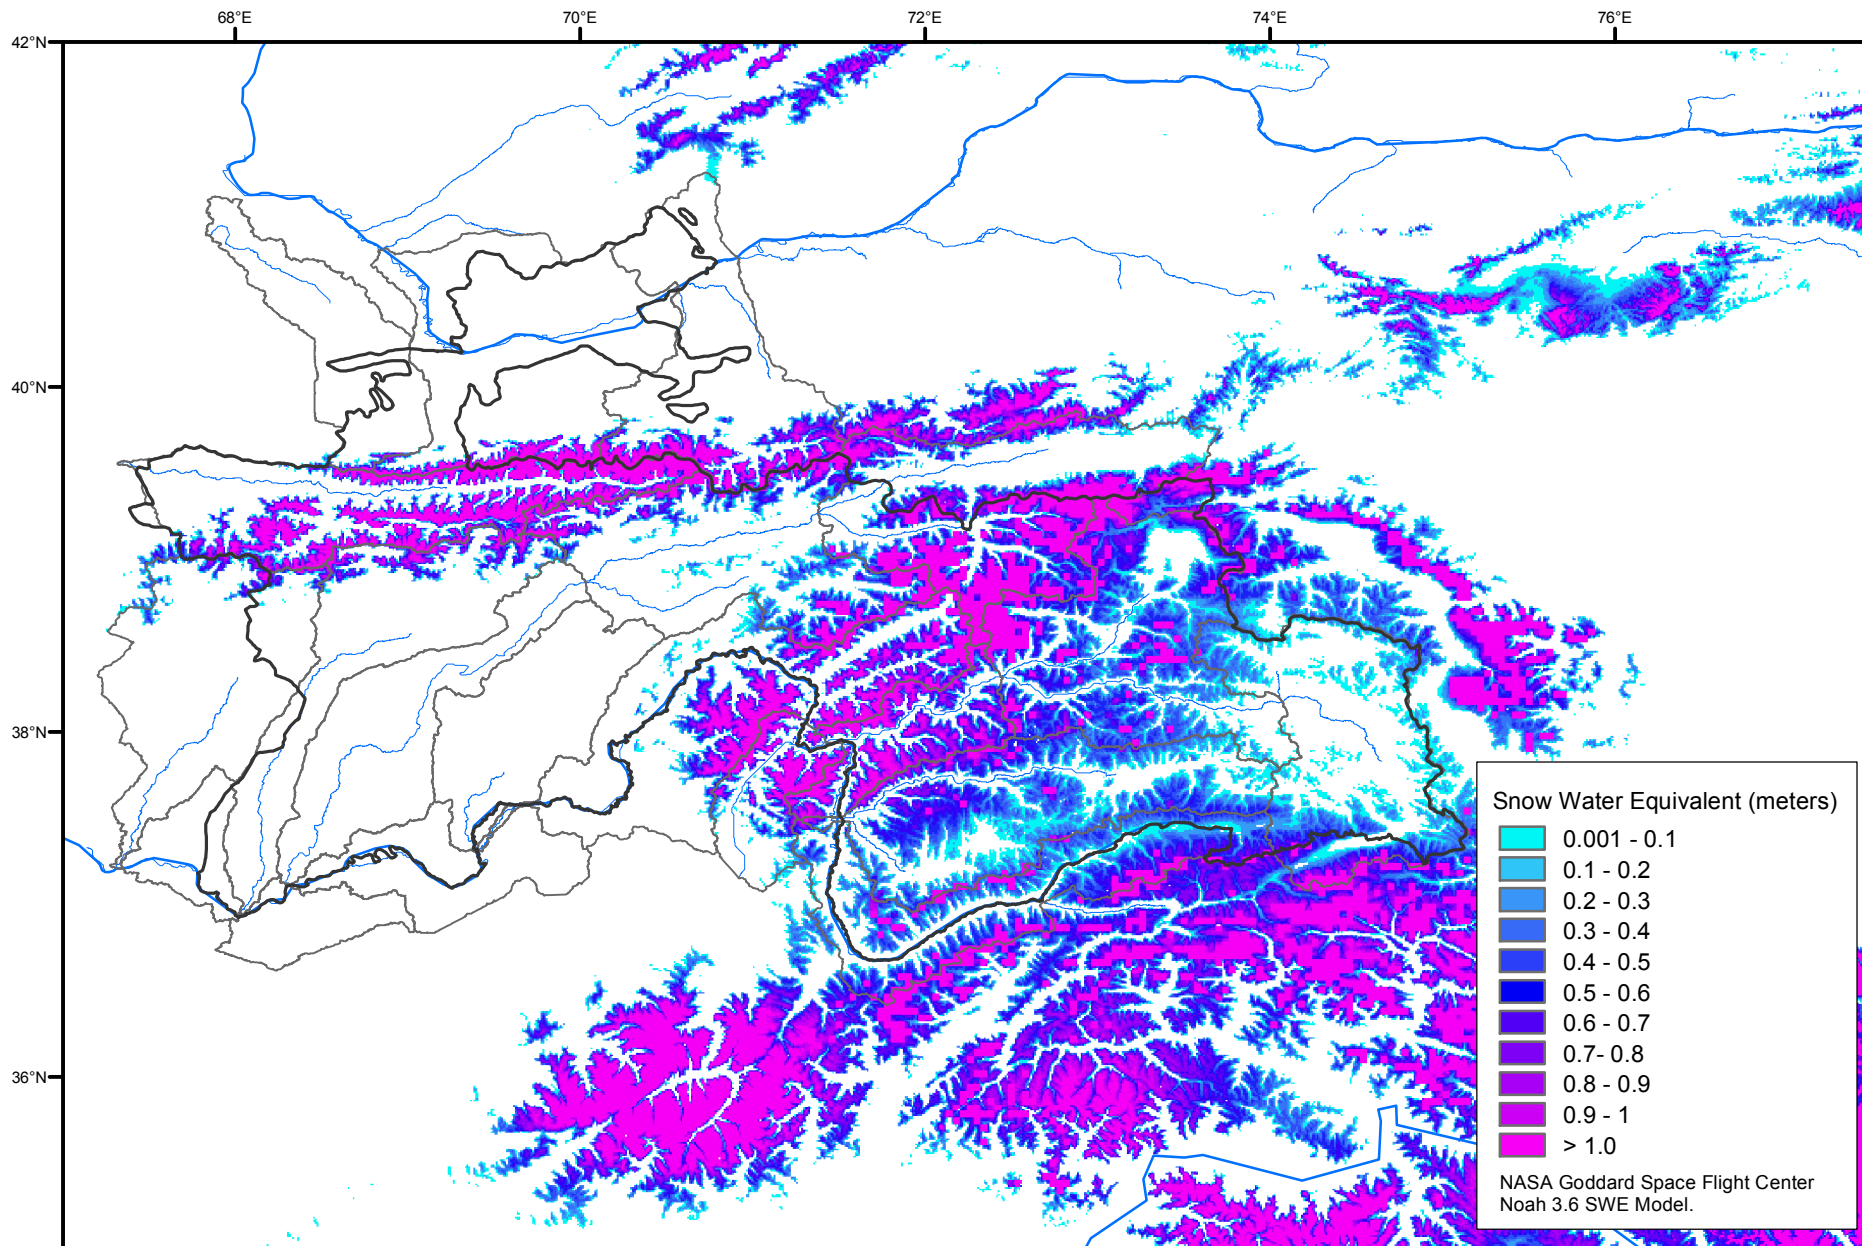 68°E
70°E
72°E
74°E
76°E
42°N
40°N
38°N
36°N
Snow Water Equivalent (meters)
0.001 - 0.1
0.1 - 0.2
0.2 - 0.3
0.3 - 0.4
0.4 - 0.5
0.5 - 0.6
0.6 - 0.7
0.7- 0.8
0.8 - 0.9
0.9 - 1
> 1.0
NASA Goddard Space Flight Center
Noah 3.6 SWE Model.